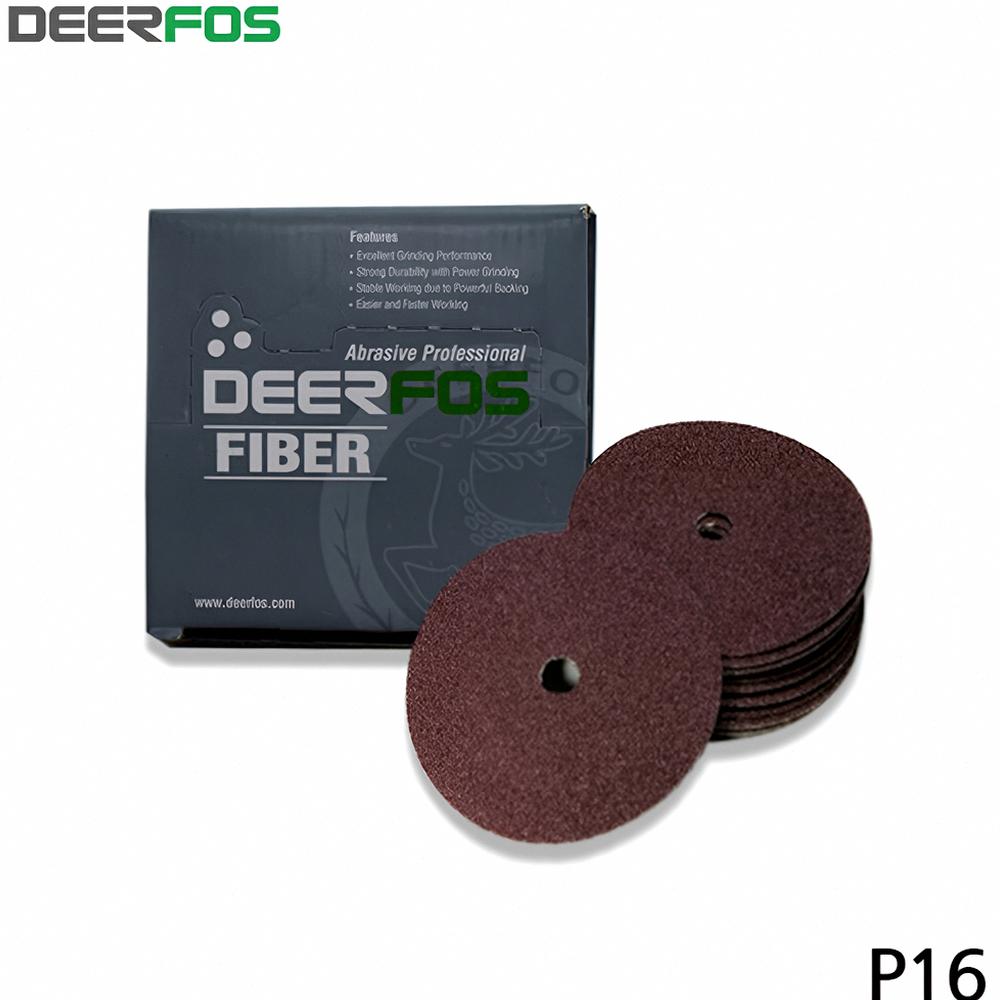 DEERFOS
Features
• Excellent Grinding Performance
• Strong Durability with Power Grinding
• Stable Working due to Powerful Backing
• Easier and Faster Working
Abrasive Professional
DEERFOS
FIBER
www.deerfos.com
P16